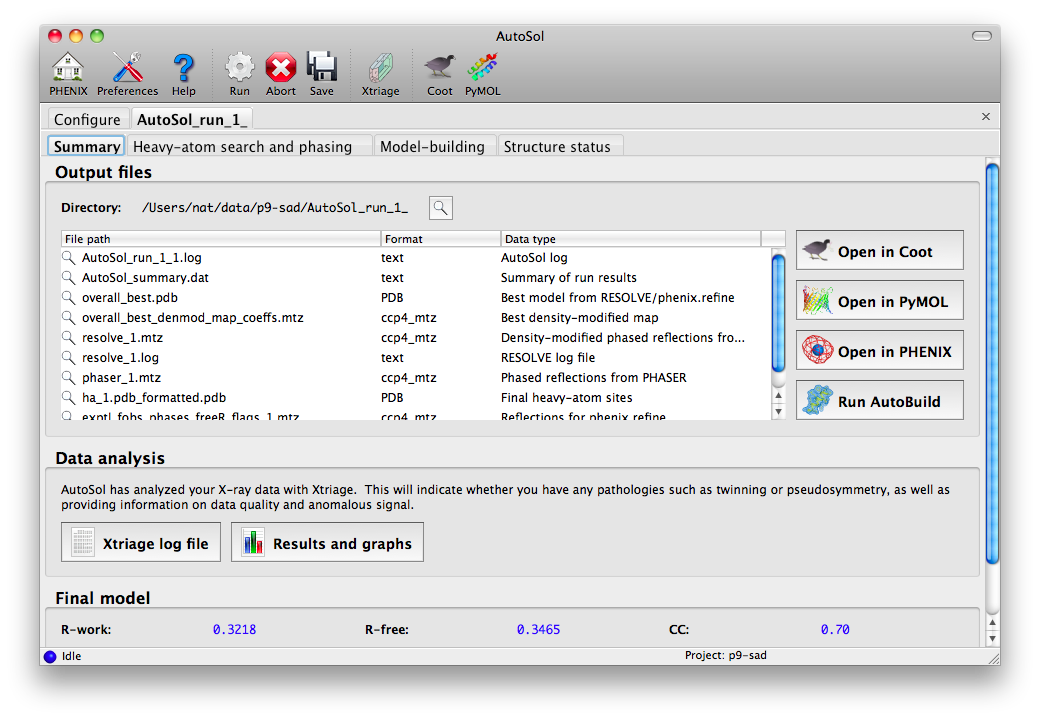 AutoSol
PHENIX Preferences Help Run Abort Save Xtriage Coot PyMOL
Configure AutoSol_run_1_
Summary Heavy-atom search and phasing Model-building Structure status
Output files
Directory: /Users/nat/data/p9-sad/AutoSol_run_1_
File path Format Data type
AutoSol_run_1_1.log text AutoSol log
AutoSol_summary.dat text Summary of run results
overall_best.pdb PDB Best model from RESOLVE/phenix.refine
overall_best_denmod_map_coeffs.mtz ccp4_mtz Best density-modified map
resolve_1.mtz ccp4_mtz Density-modified phased reflections fro...
resolve_1.log text RESOLVE log file
phaser_1.mtz ccp4_mtz Phased reflections from PHASER
ha_1.pdb_formatted.pdb PDB Final heavy-atom sites
exptl_fobs_phases_freeR_flags_1.mtz ccp4_mtz Reflections for phenix.refine
Open in Coot
Open in PyMOL
Open in PHENIX
Run AutoBuild
Data analysis
AutoSol has analyzed your X-ray data with Xtriage. This will indicate whether you have any pathologies such as twinning or pseudosymmetry, as well as
providing information on data quality and anomalous signal.
Xtriage log file Results and graphs
Final model
R-work: 0.3218 R-free: 0.3465 CC: 0.70
Idle Project: p9-sad